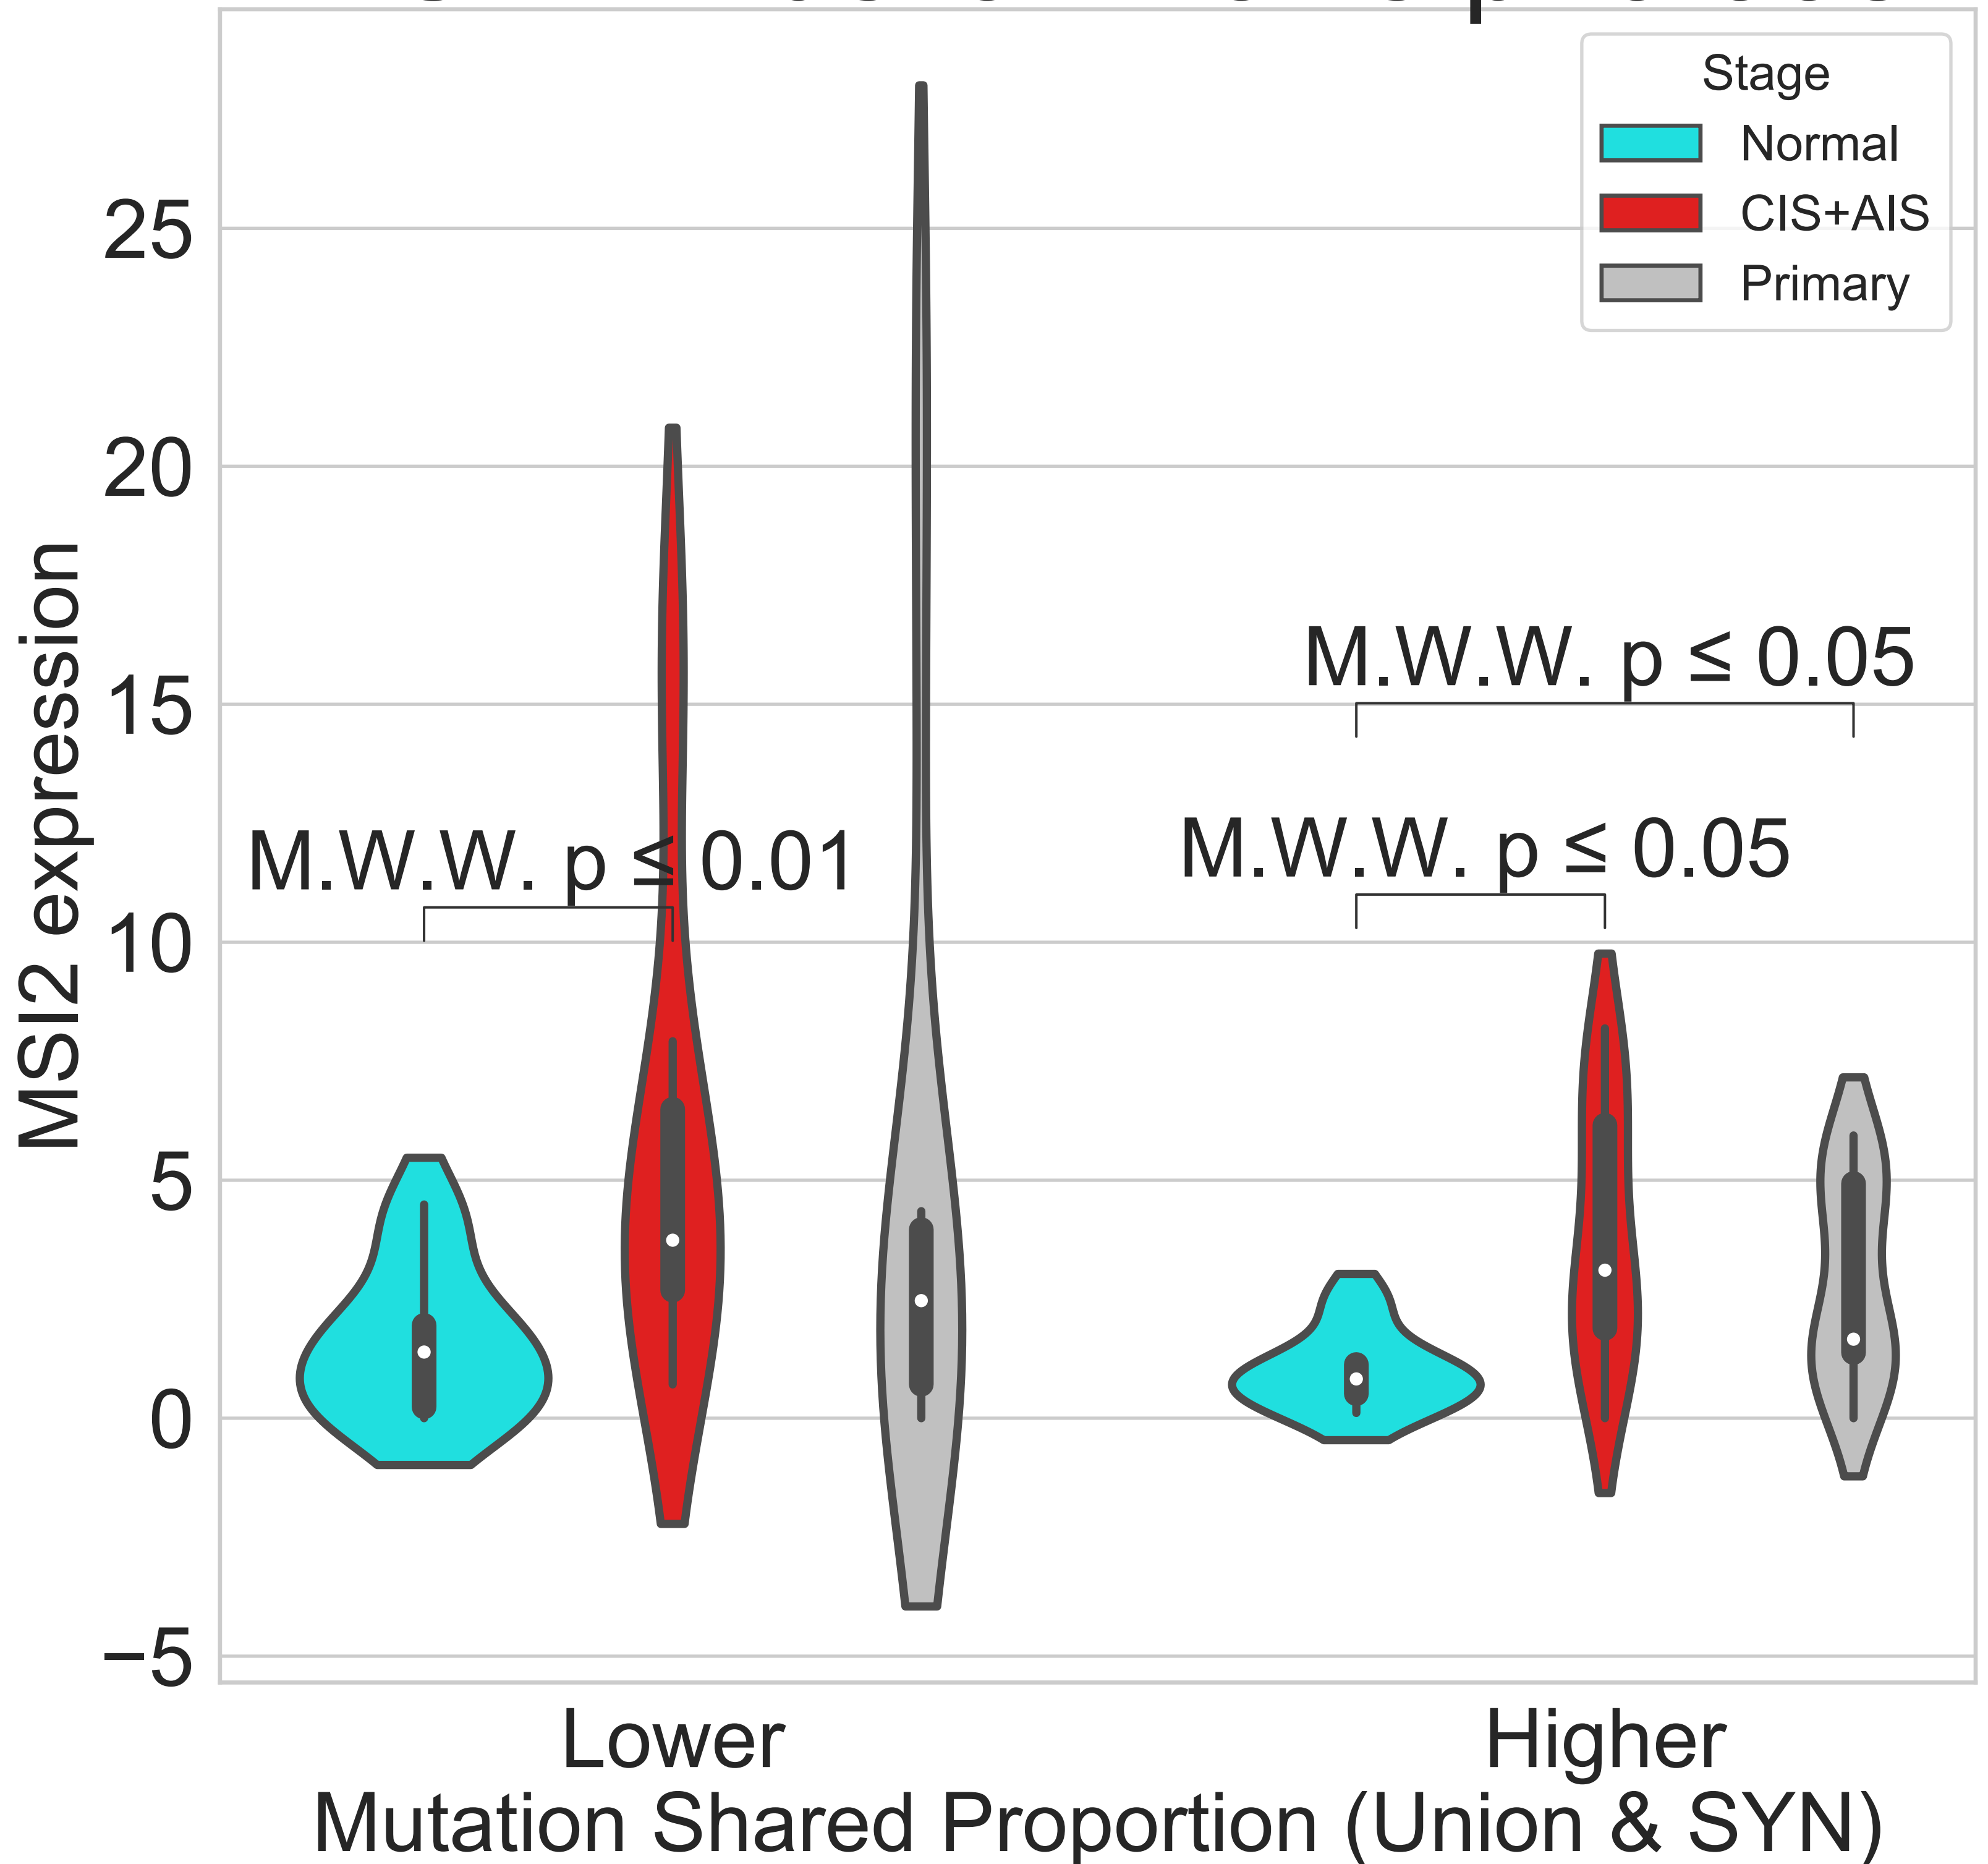 Stage
Normal
CIS+AIS
Primary
25
20
15
10
5
0
−5
MSI2 expression
M.W.W. p ≤ 0.05
M.W.W. p ≤ 0.01
M.W.W. p ≤ 0.05
Lower
Higher
Mutation Shared Proportion (Union & SYN)